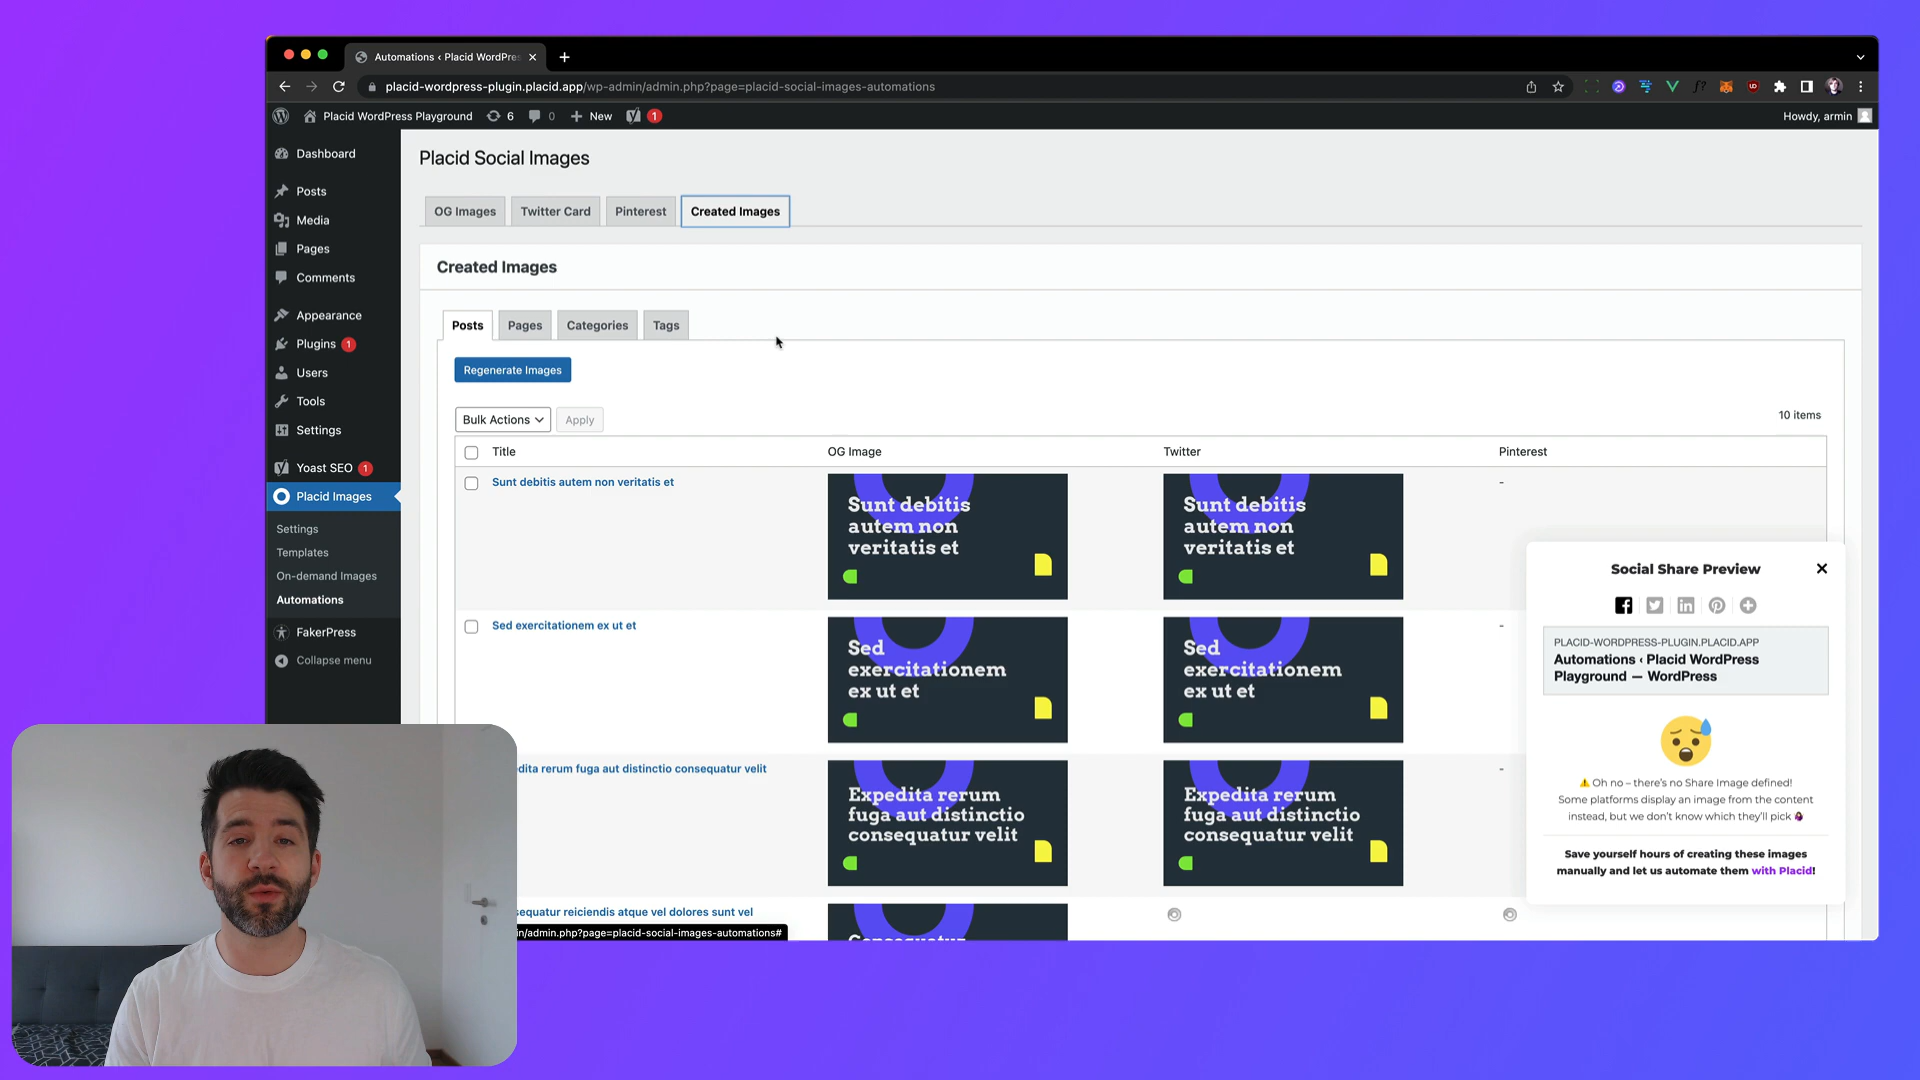 Automations ‹ Placid WordPres
placid-wordpress-plugin.placid.app/wp-admin/admin.php?page=placid-social-images-automations
Placid WordPress Playground 6 0 New 1 Howdy, armin
Dashboard
Posts
Media
Pages
Comments
Appearance
Plugins 1
Users
Tools
Settings
Yoast SEO 1
Placid Images
Settings
Templates
On-demand Images
Automations
FakerPress
Collapse menu
Placid Social Images
OG Images Twitter Card Pinterest Created Images
Created Images
Posts Pages Categories Tags
Regenerate Images
Bulk Actions Apply 10 items
Title OG Image Twitter Pinterest
Sunt debitis autem non veritatis et -
Sunt debitis
autem non
veritatis et
Sunt debitis
autem non
veritatis et
Sed exercitationem ex ut et -
Sed
exercitationem
ex ut et
Sed
exercitationem
ex ut et
dita rerum fuga aut distinctio consequatur velit -
Expedita rerum
fuga aut distinctio
consequatur velit
Expedita rerum
fuga aut distinctio
consequatur velit
sequatur reiciendis atque vel dolores sunt vel
Consequatur
in/admin.php?page=placid-social-images-automations#
Social Share Preview
PLACID-WORDPRESS-PLUGIN.PLACID.APP
Automations ‹ Placid WordPress
Playground — WordPress
⚠️ Oh no – there's no Share Image defined!
Some platforms display an image from the content
instead, but we don't know which they'll pick
Save yourself hours of creating these images
manually and let us automate them with Placid!